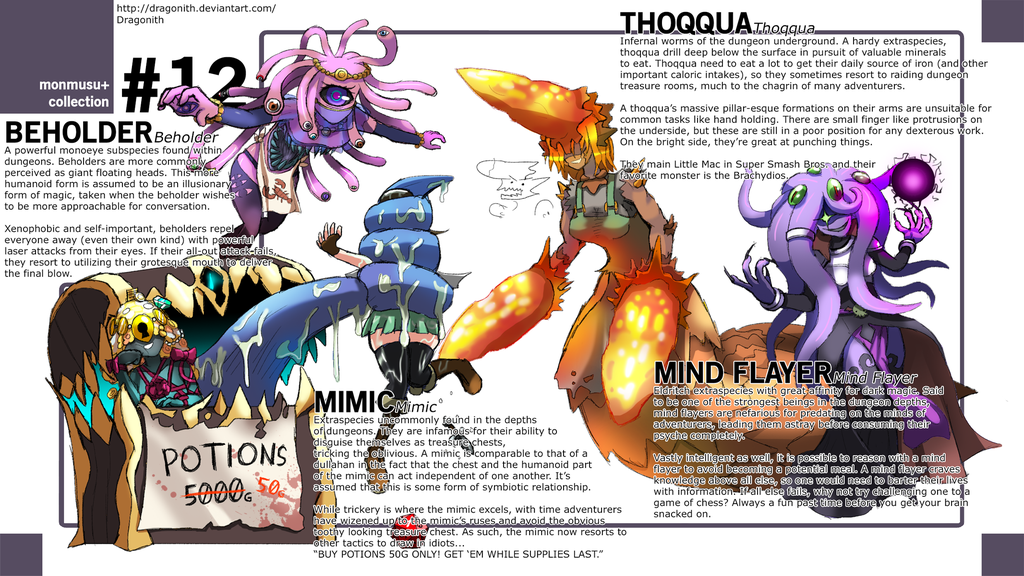 http://dragonith.deviantart.com/
Dragonith
monmusu+
collection
#12
BEHOLDER Beholder
A powerful monoeye subspecies found within
dungeons. Beholders are more commonly
perceived as giant floating heads. This more
humanoid form is assumed to be an illusionary
form of magic, taken when the beholder wishes
to be more approachable for conversation.
Xenophobic and self-important, beholders repel
everyone away (even their own kind) with powerful
laser attacks from their eyes. If their all-out attack fails,
they resort to utilizing their grotesque mouth to deliver
the final blow.
THOQQUA Thoqqua
Infernal worms of the dungeon underground. A hardy extraspecies,
thoqqua drill deep below the surface in pursuit of valuable minerals
to eat. Thoqqua need to eat a lot to get their daily source of iron (and other
important caloric intakes), so they sometimes resort to raiding dungeon
treasure rooms, much to the chagrin of many adventurers.
A thoqqua's massive pillar-esque formations on their arms are unsuitable for
common tasks like hand holding. There are small finger like protrusions on
the underside, but these are still in a poor position for any dexterous work.
On the bright side, they're great at punching things.
They main Little Mac in Super Smash Bros. and their
favorite monster is the Brachydios.
MIMIC Mimic
Extraspecies uncommonly found in the depths
of dungeons. They are infamous for their ability to
disguise themselves as treasure chests,
tricking the oblivious. A mimic is comparable to that of a
dullahan in the fact that the chest and the humanoid part
of the mimic can act independent of one another. It's
assumed that this is some form of symbiotic relationship.
While trickery is where the mimic excels, with time adventurers
have wizened up to the mimic's ruses and avoid the obvious
toothy looking treasure chest. As such, the mimic now resorts to
other tactics to draw in idiots...
"BUY POTIONS 50G ONLY! GET 'EM WHILE SUPPLIES LAST."
POTIONS
5000G 50G
MIND FLAYER Mind Flayer
Eldritch extraspecies with great affinity for dark magic. Said
to be one of the strongest beings in the dungeon depths,
mind flayers are nefarious for predating on the minds of
adventurers, leading them astray before consuming their
psyche completely.
Vastly intelligent as well, it is possible to reason with a mind
flayer to avoid becoming a potential meal. A mind flayer craves
knowledge above all else, so one would need to barter their lives
with information. If all else fails, why not try challenging one to a
game of chess? Always a fun past time before you get your brain
snacked on.